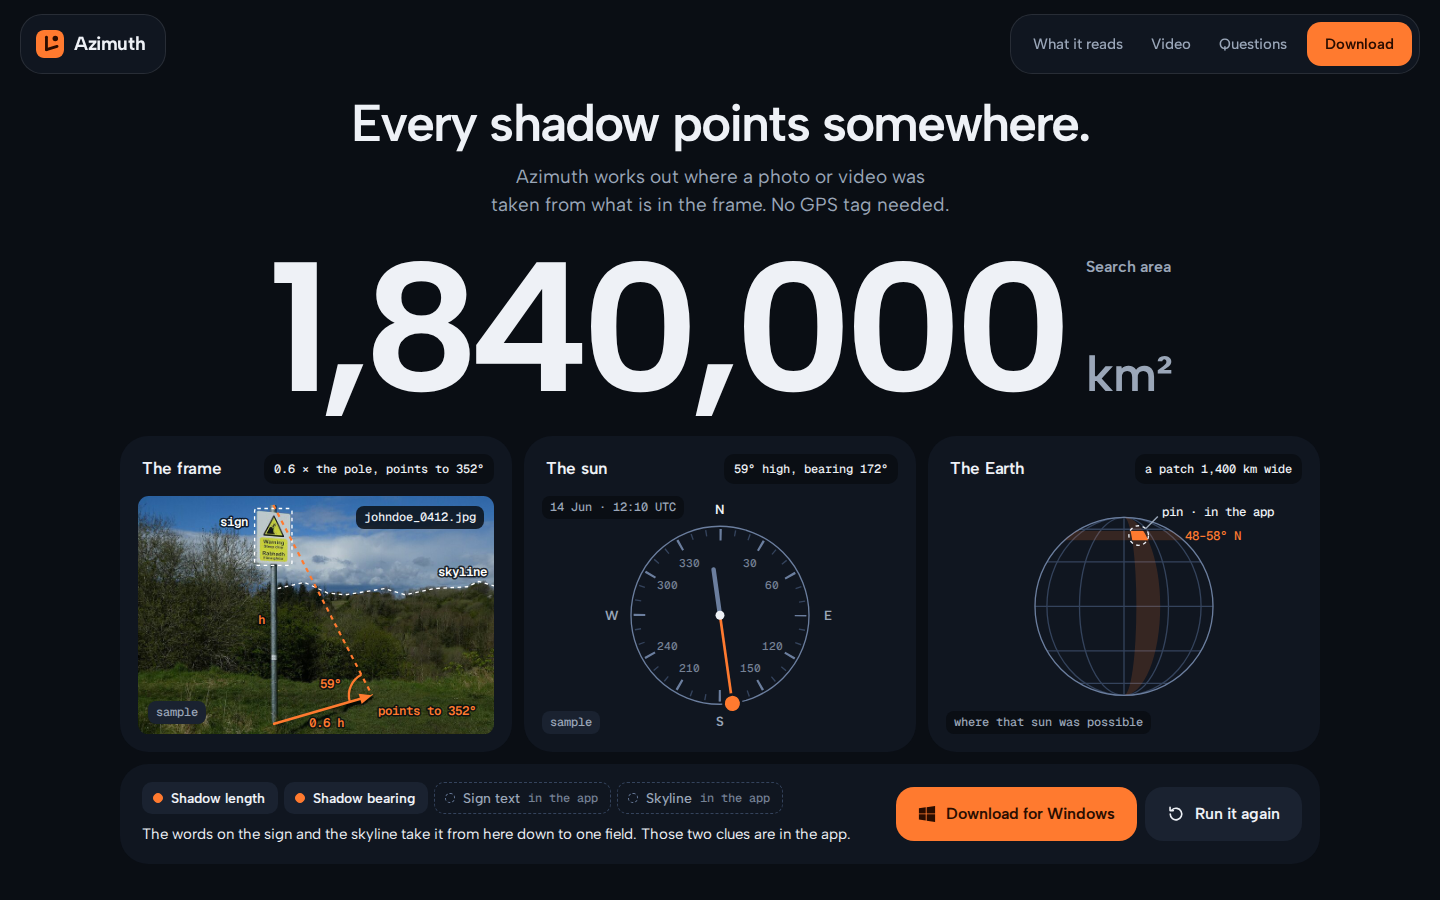 Azimuth
What it reads
Video
Questions
Download
Every shadow points somewhere.
Azimuth works out where a photo or video was
taken from what is in the frame. No GPS tag needed.
1,840,000
Search area
km²
The frame
0.6 × the pole, points to 352°
johndoe_0412.jpg
sign
Warning
skyline
h
59°
points to 352°
0.6 h
sample
The sun
59° high, bearing 172°
14 Jun · 12:10 UTC
N
330
30
300
60
W
E
240
120
210
150
S
sample
The Earth
a patch 1,400 km wide
pin · in the app
48–58° N
where that sun was possible
Shadow length
Shadow bearing
Sign text in the app
Skyline in the app
The words on the sign and the skyline take it from here down to one field. Those two clues are in the app.
Download for Windows
Run it again